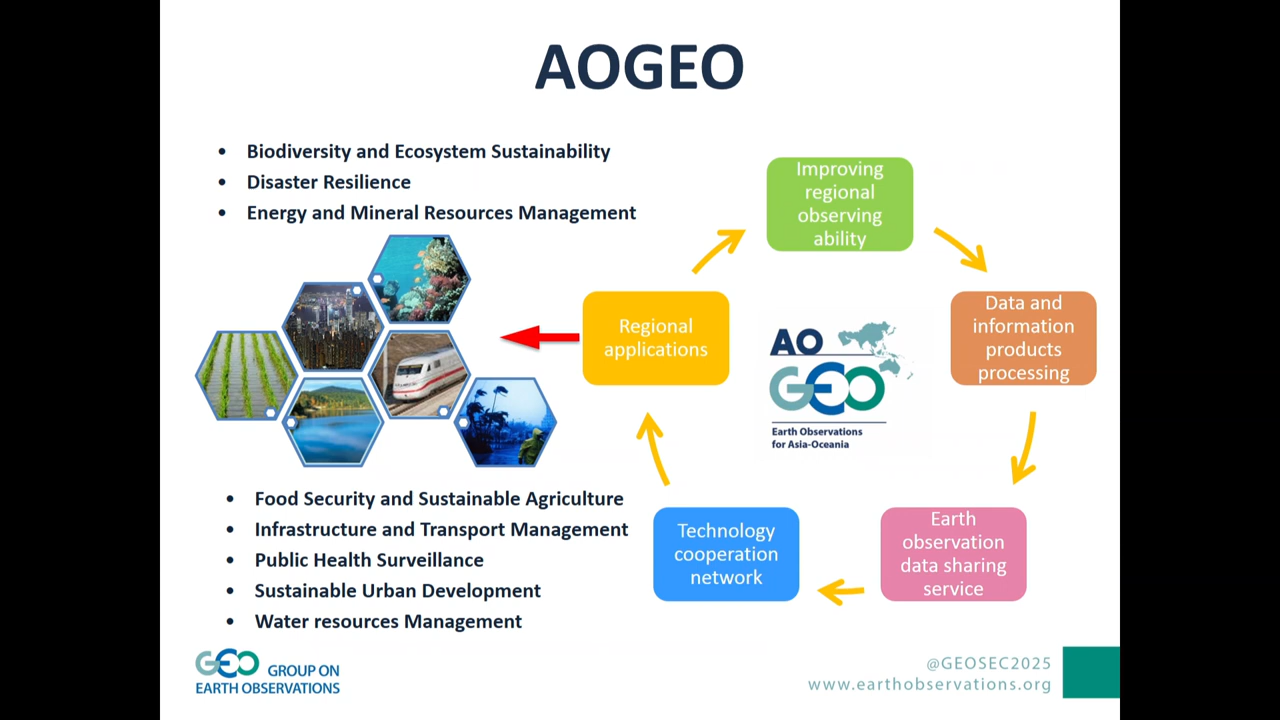 AOGEO
• Biodiversity and Ecosystem Sustainability
• Disaster Resilience
• Energy and Mineral Resources Management
Improving
regional
observing
ability
Regional
applications
Data and
information
products
processing
AO
GEO
Earth Observations
for Asia-Oceania
• Food Security and Sustainable Agriculture
• Infrastructure and Transport Management
• Public Health Surveillance
• Sustainable Urban Development
• Water resources Management
Technology
cooperation
network
Earth
observation
data sharing
service
GEO GROUP ON
EARTH OBSERVATIONS
@GEOSEC2025
www.earthobservations.org